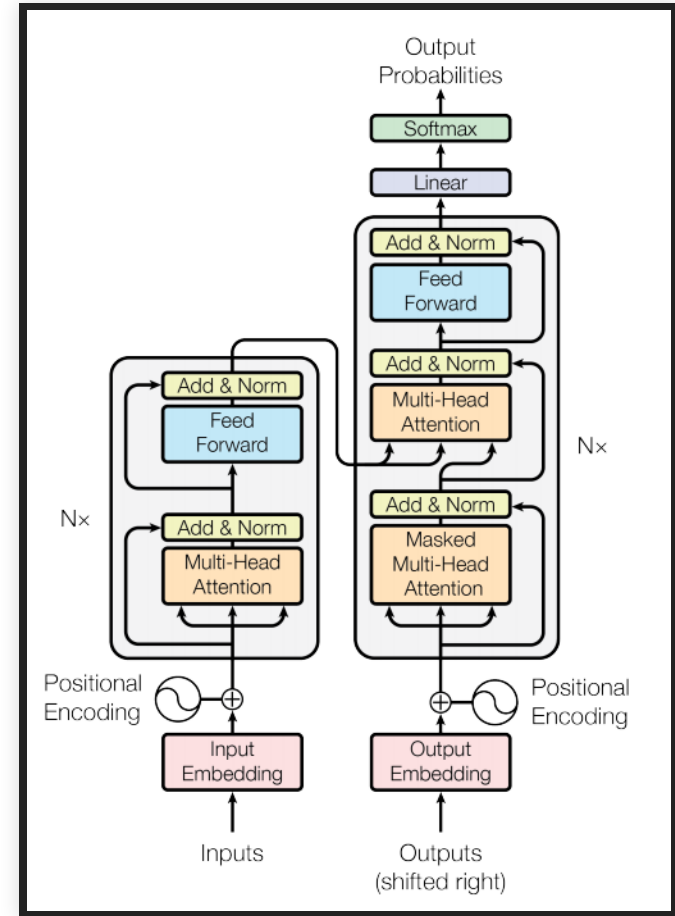 Output
Probabilities
Softmax
Linear
Add & Norm
Feed
Forward
Add & Norm
Multi-Head
Attention
Nx
Add & Norm
Masked
Multi-Head
Attention
Add & Norm
Feed
Forward
Nx
Add & Norm
Multi-Head
Attention
Positional
Encoding
Positional
Encoding
Input
Embedding
Output
Embedding
Inputs
Outputs
(shifted right)